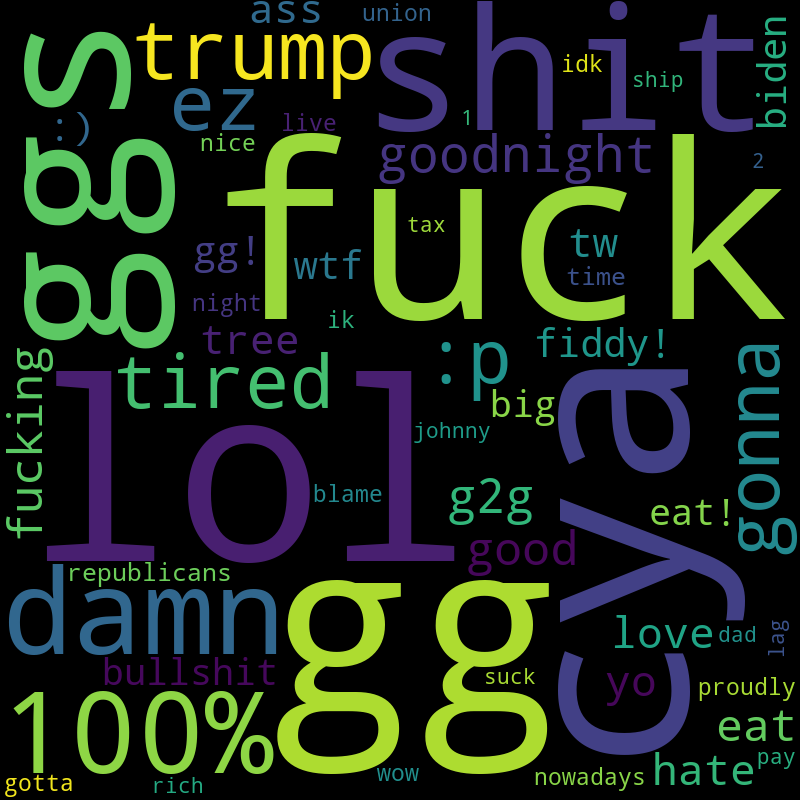 ass
union
shit
trump
idk
biden
ggs
ship
ez
:)
live
1
nice
goodnight
2
fuck
tax
gg!
wtf
tw
time
night
ik
tree
fiddy!
:p
fucking
tired
gonna
lol
cya
big
johnny
blame
g2g
eat!
good
republicans
damn
gg
love
dad
lag
bullshit
suck
yo
proudly
100%
eat
wow
nowadays
hate
pay
gotta
rich